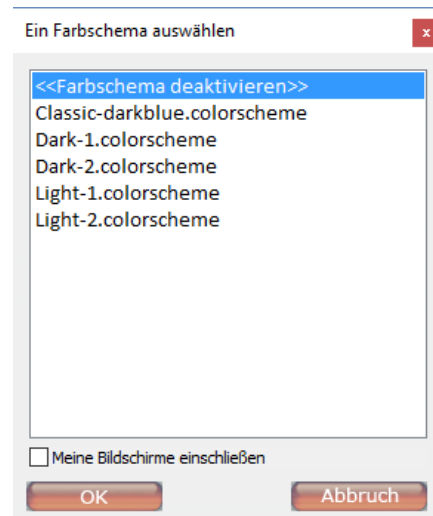 Ein Farbschema auswählen
x
<<Farbschema deaktivieren>>
Classic-darkblue.colorscheme
Dark-1.colorscheme
Dark-2.colorscheme
Light-1.colorscheme
Light-2.colorscheme
Meine Bildschirme einschließen
OK Abbruch